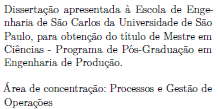 Dissertação apresentada à Escola de Enge-
nharia de São Carlos da Universidade de São
Paulo, para obtenção do título de Mestre em
Ciências - Programa de Pós-Graduação em
Engenharia de Produção.
Área de concentração: Processos e Gestão de
Operações